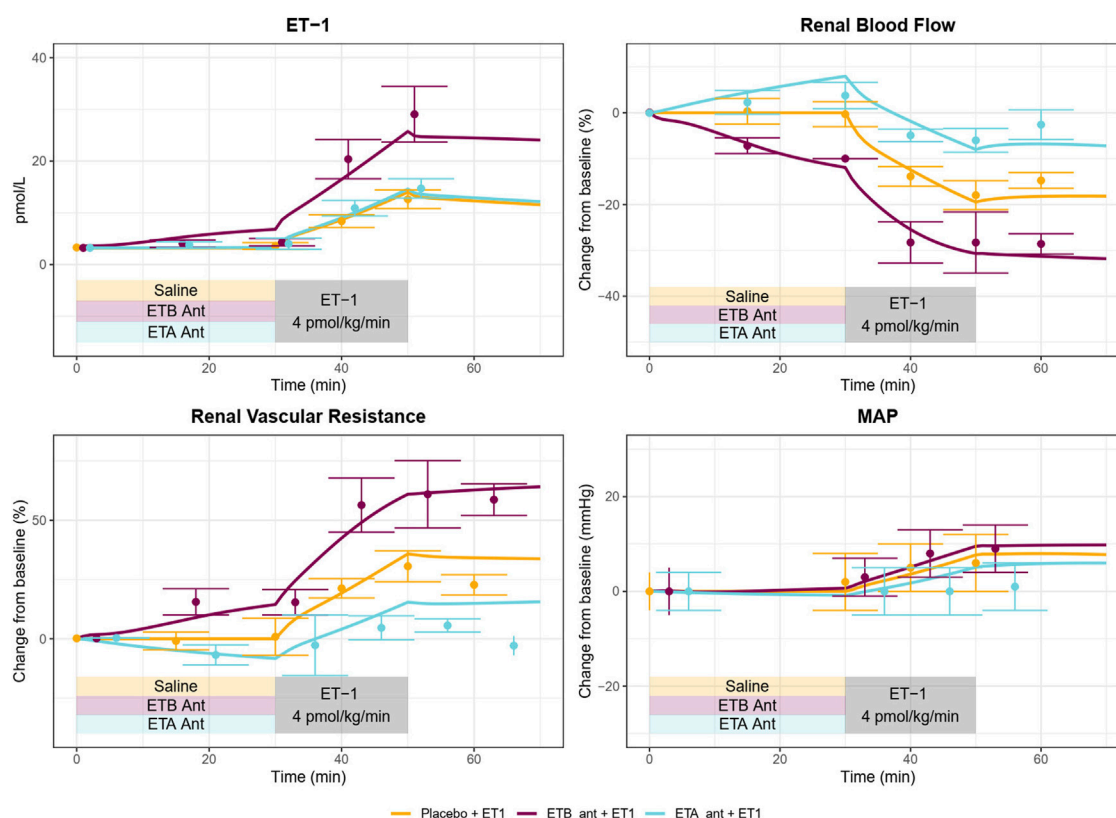 ET−1
pmol/L
40
20
0
Saline
ETB Ant
ETA Ant
ET−1
4 pmol/kg/min
0 20 40 60
Time (min)
Renal Blood Flow
Change from baseline (%)
0
−20
−40
Saline
ETB Ant
ETA Ant
ET−1
4 pmol/kg/min
0 20 40 60
Time (min)
Renal Vascular Resistance
Change from baseline (%)
50
0
Saline
ETB Ant
ETA Ant
ET−1
4 pmol/kg/min
0 20 40 60
Time (min)
MAP
Change from baseline (mmHg)
20
0
−20
Saline
ETB Ant
ETA Ant
ET−1
4 pmol/kg/min
0 20 40 60
Time (min)
Placebo + ET1 ETB ant + ET1 ETA ant + ET1